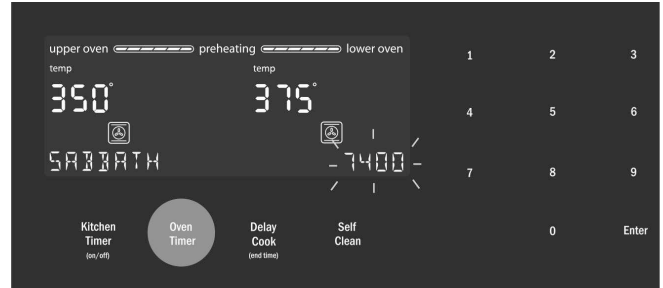 upper oven preheating lower oven
temp temp
350° 375°
SABBATH 7400
1 2 3
4 5 6
7 8 9
0 Enter
Kitchen Timer (on/off)
Oven Timer
Delay Cook (end time)
Self Clean